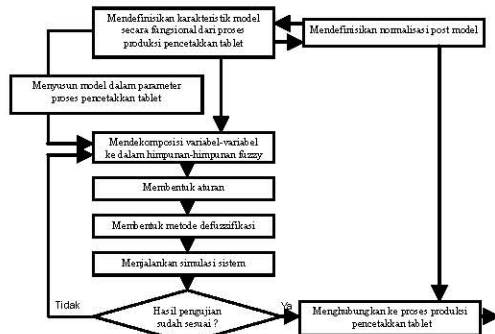 Mendefinisikan karakteristik model
secara fungsional dari proses
produksi pencetakkan tablet
Mendefinisikan normalisasi post model
Menyusun model dalam parameter
proses pencetakkan tablet
Mendekomposisi variabel-variabel
ke dalam himpunan-himpunan fuzzy
Membentuk aturan
Membentuk metode defuzzifikasi
Menjalankan simulasi sistem
Tidak
Hasil pengujian
sudah sesuai ?
Ya
Menghubungkan ke proses produksi
pencetakkan tablet